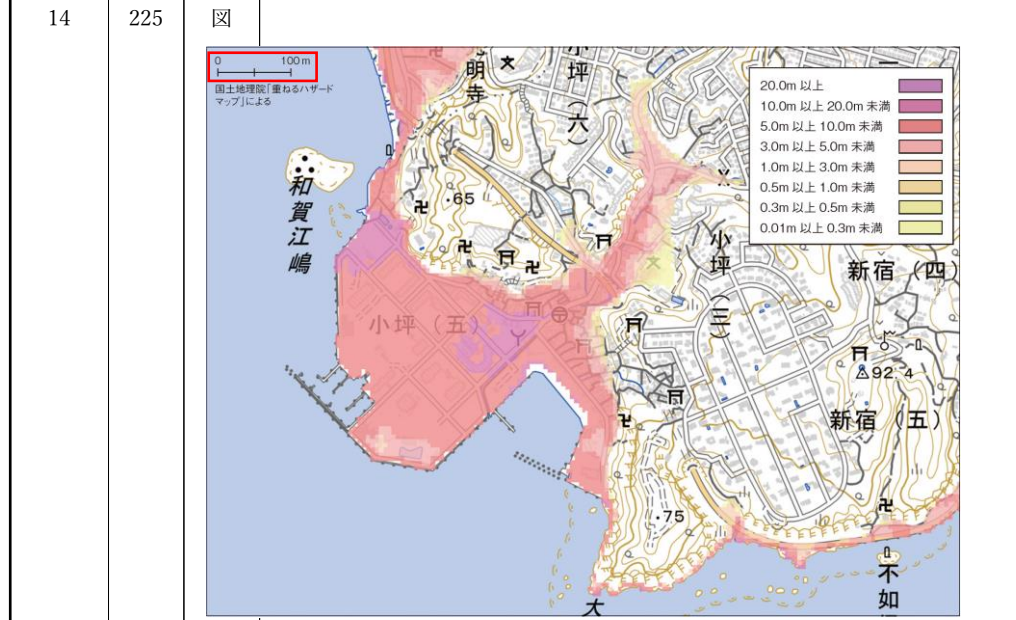 14
225
図
0 100m
国土地理院「重ねるハザード
マップ」による
明寺
小坪(六)
20.0m 以上
10.0m 以上 20.0m 未満
5.0m 以上 10.0m 未満
3.0m 以上 5.0m 未満
1.0m 以上 3.0m 未満
0.5m 以上 1.0m 未満
0.3m 以上 0.5m 未満
0.01m 以上 0.3m 未満
和賀江嶋
・65
小坪(三)
新宿(四)
小坪(五)
92.4
新宿(五)
・75
大
不如